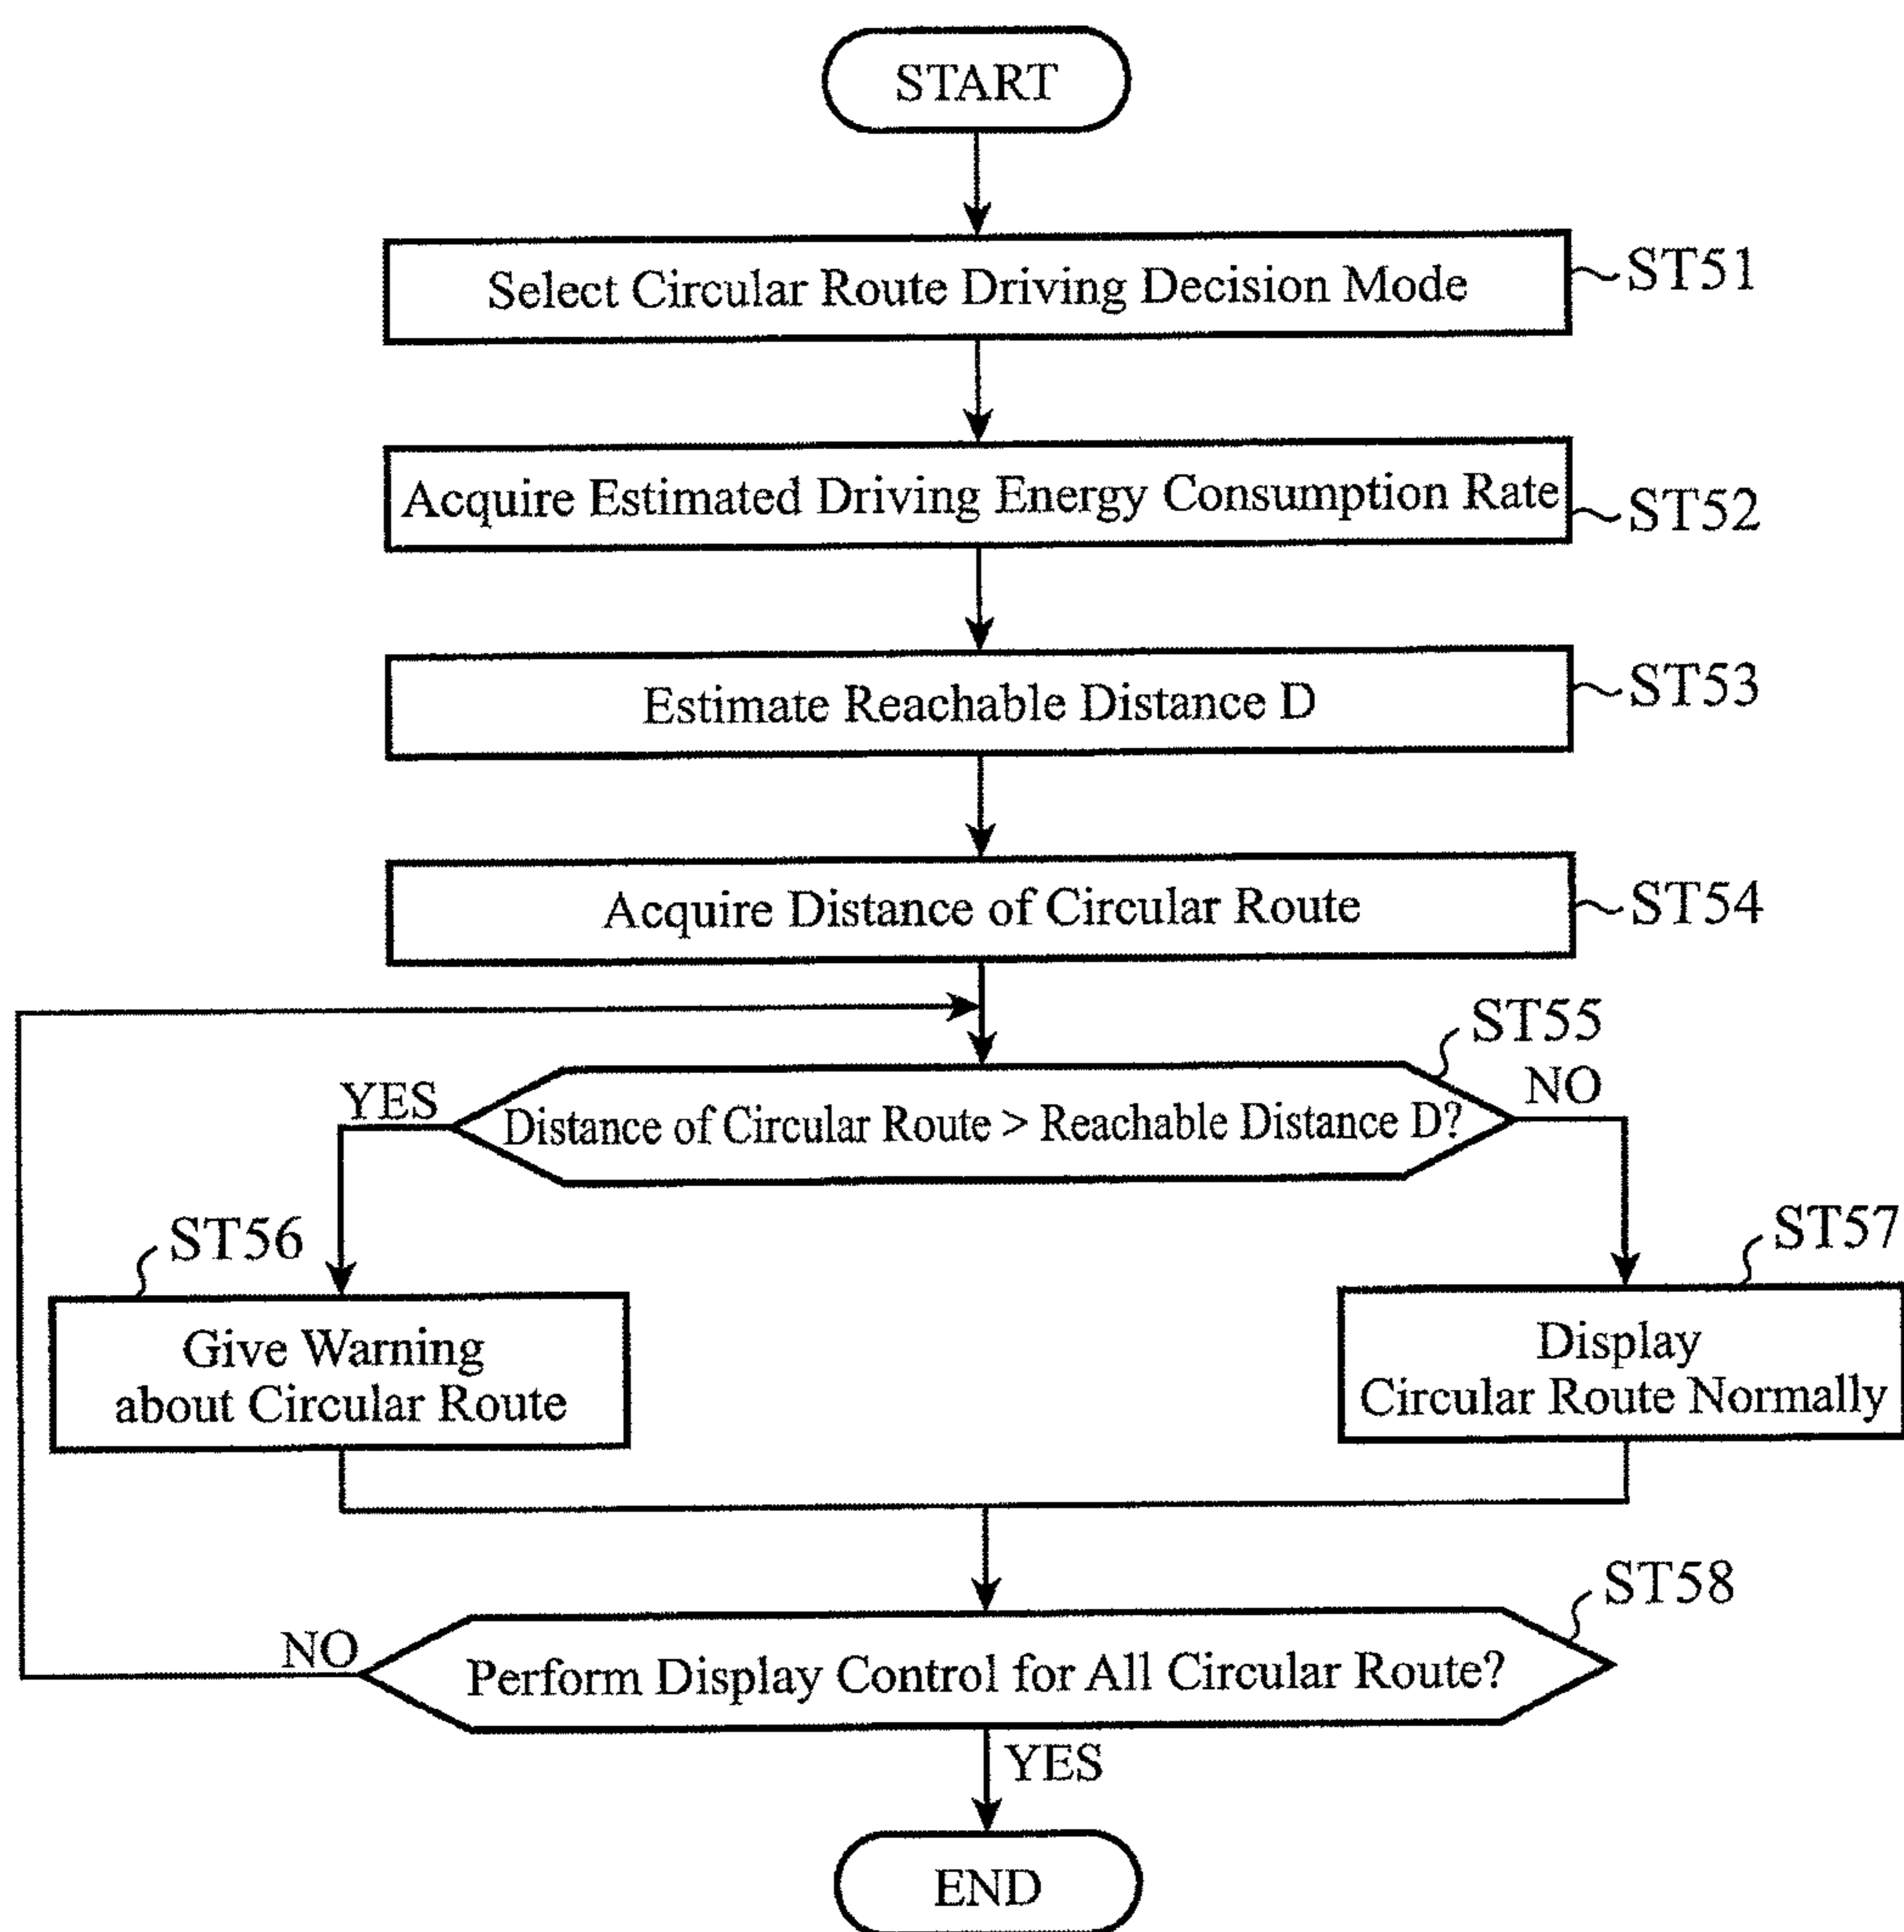 START
Select Circular Route Driving Decision Mode
ST51
Acquire Estimated Driving Energy Consumption Rate
ST52
Estimate Reachable Distance D
ST53
Acquire Distance of Circular Route
ST54
ST55
YES
Distance of Circular Route > Reachable Distance D?
NO
ST56
ST57
Give Warning
about Circular Route
Display
Circular Route Normally
ST58
NO
Perform Display Control for All Circular Route?
YES
END